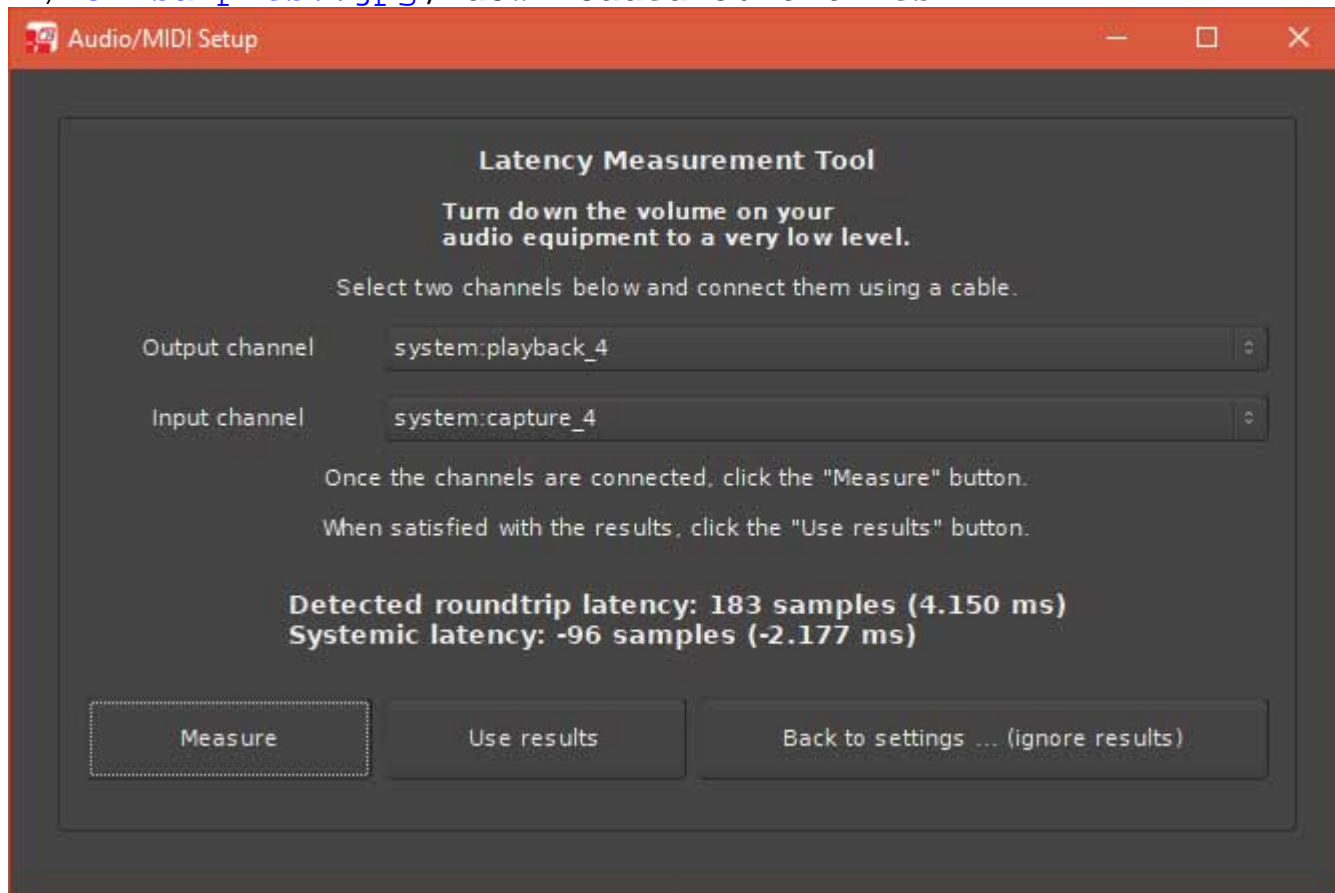 Audio/MIDI Setup
Latency Measurement Tool
Turn down the volume on your
audio equipment to a very low level.
Select two channels below and connect them using a cable.
Output channel system:playback_4
Input channel system:capture_4
Once the channels are connected, click the "Measure" button.
When satisfied with the results, click the "Use results" button.
Detected roundtrip latency: 183 samples (4.150 ms)
Systemic latency: -96 samples (-2.177 ms)
Measure Use results Back to settings ... (ignore results)